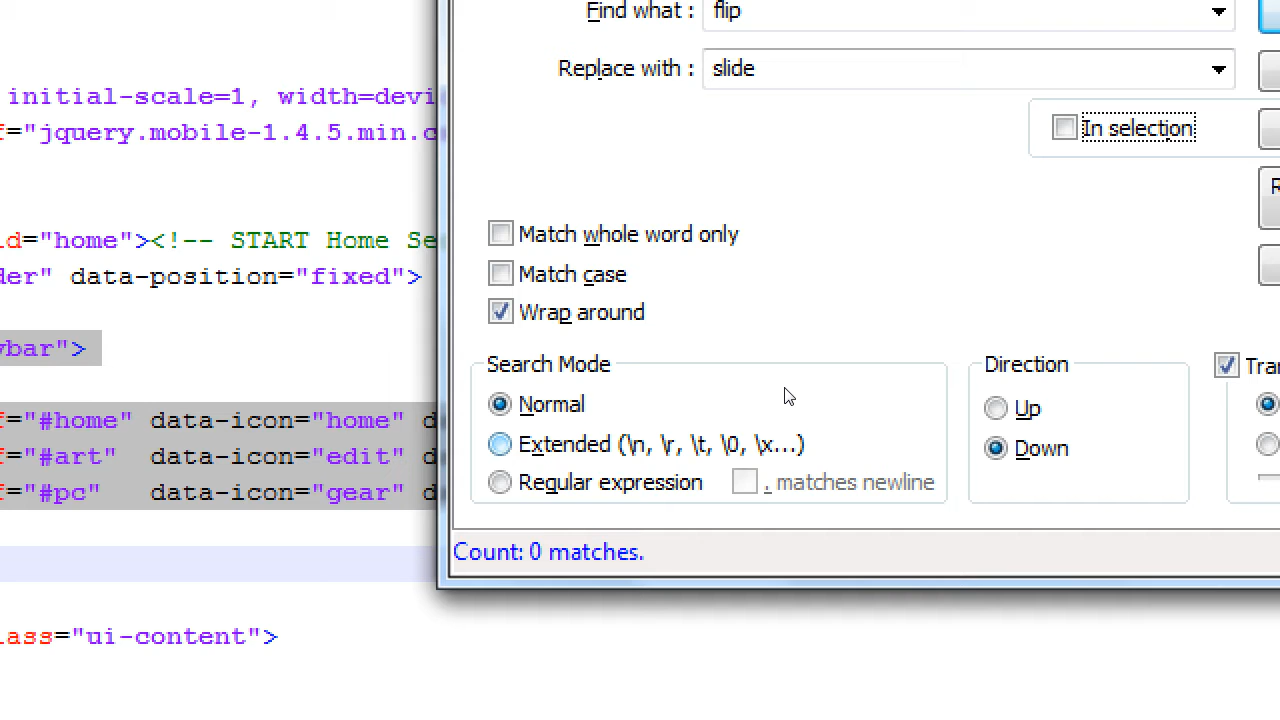 Find what : flip
Replace with : slide
initial-scale=1, width=devi
f="jquery.mobile-1.4.5.min.c
In selection
R
Match whole word only
id="home"><!-- START Home Se
der" data-position="fixed">
Match case
Wrap around
vbar">
Search Mode
Direction
Tran
Normal
Up
f="#home" data-icon="home" d
Extended (\n, \r, \t, \0, \x...)
Down
f="#art" data-icon="edit" d
Regular expression
. matches newline
f="#pc" data-icon="gear" d
Count: 0 matches.
lass="ui-content">